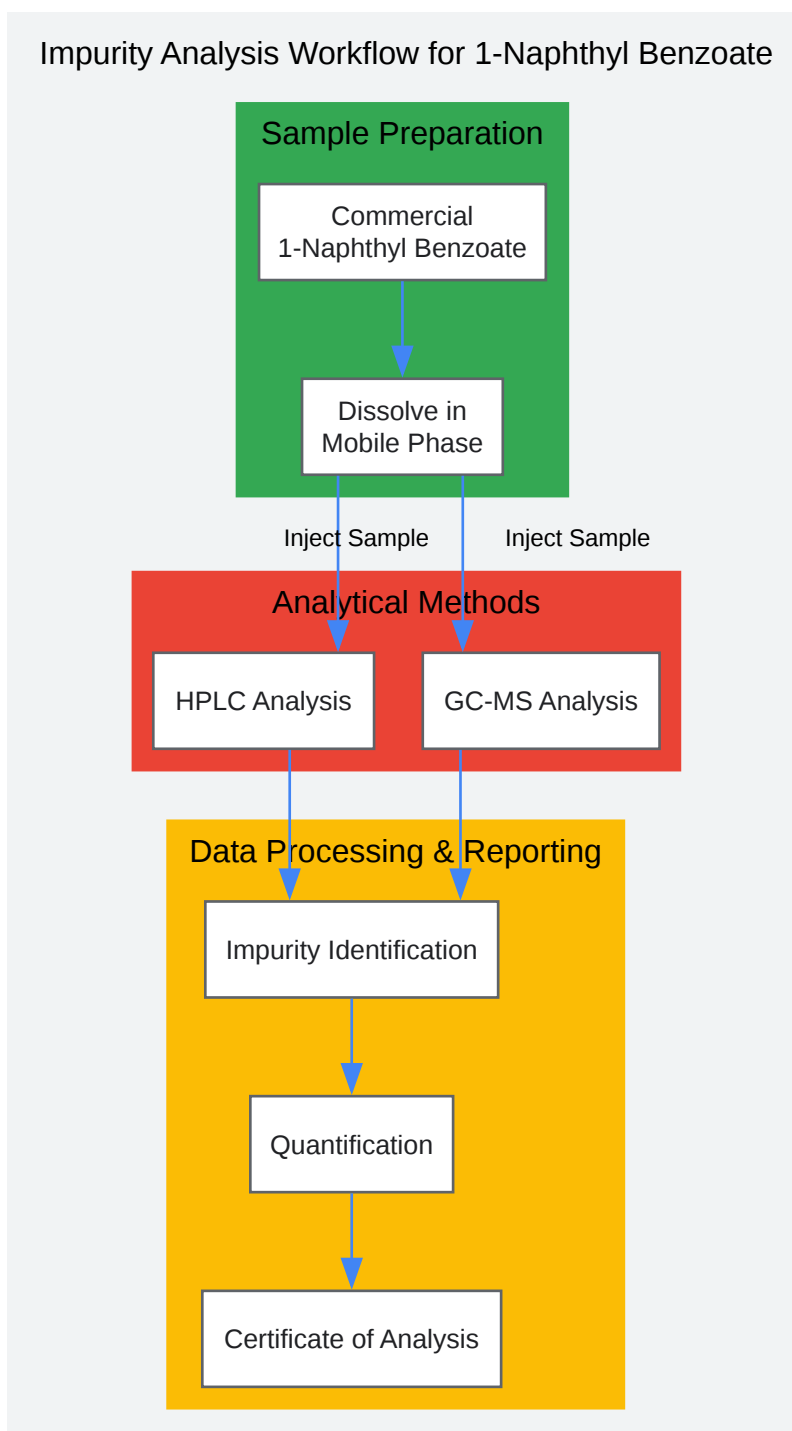 Impurity Analysis Workflow for 1-Naphthyl Benzoate
Sample Preparation
Commercial
1-Naphthyl Benzoate
Dissolve in
Mobile Phase
Inject Sample
Inject Sample
Analytical Methods
HPLC Analysis
GC-MS Analysis
Data Processing & Reporting
Impurity Identification
Quantification
Certificate of Analysis